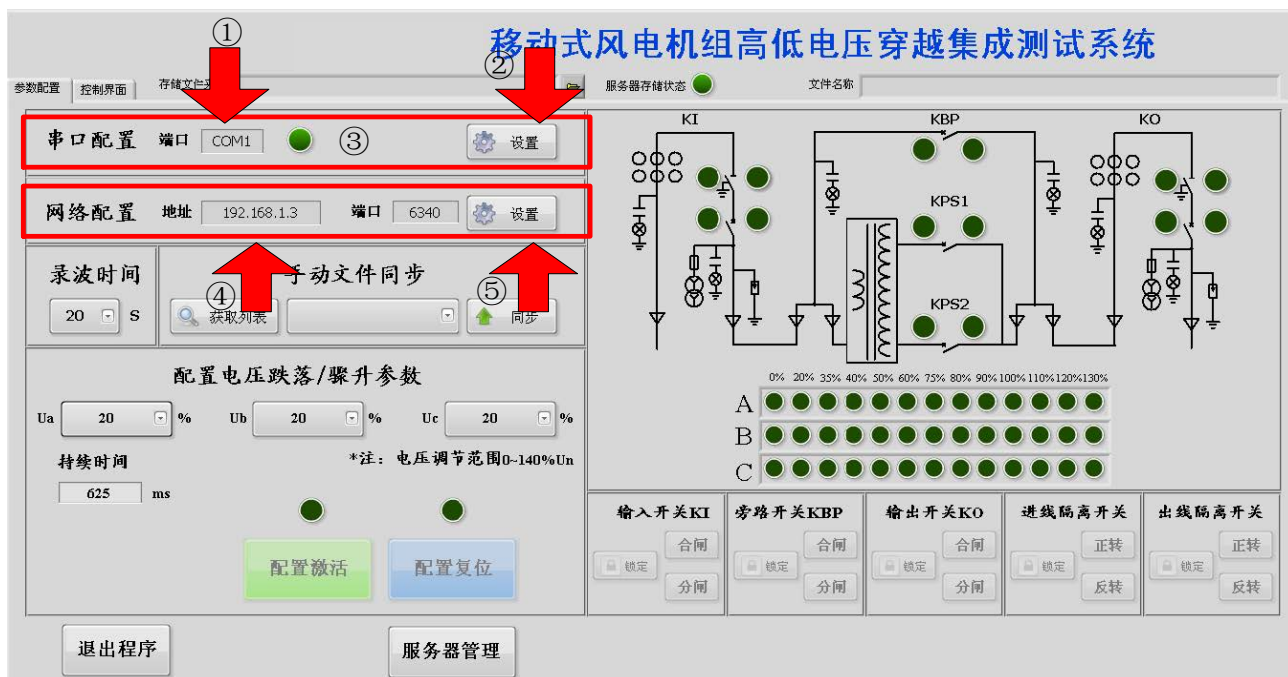 ①
移动式风电机组高低电压穿越集成测试系统
②
参数配置 控制界面 存储文件夹 服务器存储状态 文件名称
串口配置 端口 COM1 ③ 设置
网络配置 地址 192.168.1.3 端口 6340 设置
录波时间 手动文件同步
④ ⑤
20 S 获取列表 同步
配置电压跌落/骤升参数
Ua 20 % Ub 20 % Uc 20 %
持续时间 *注：电压调节范围0~140%Un
625 ms
配置激活 配置复位
退出程序 服务器管理
KI KBP KO
KPS1
KPS2
0% 20% 35% 40% 50% 60% 75% 80% 90% 100% 110% 120% 130%
A
B
C
输入开关KI 旁路开关KBP 输出开关KO 进线隔离开关 出线隔离开关
合闸 合闸 合闸 正转 正转
锁定 锁定 锁定 锁定 锁定
分闸 分闸 分闸 反转 反转